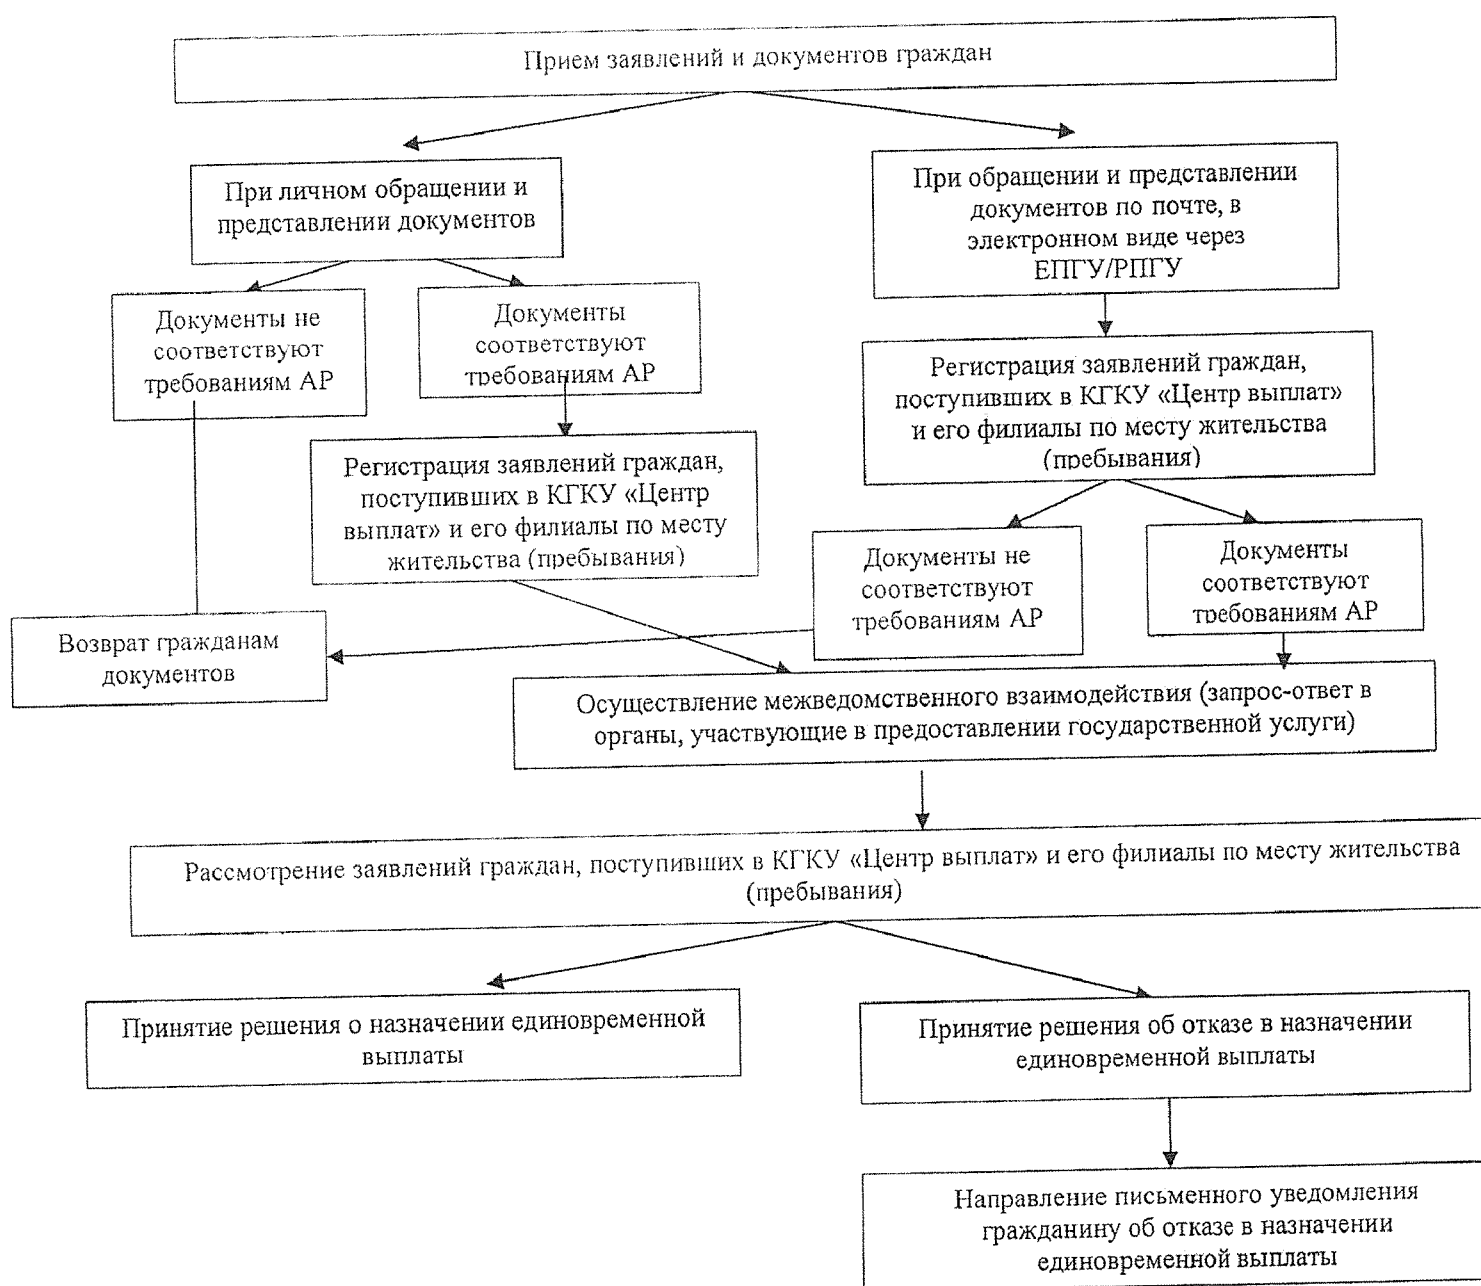 Прием заявлений и документов граждан
При личном обращении и
представлении документов
При обращении и представлении
документов по почте, в
электронном виде через
ЕПГУ/РПГУ
Документы не
соответствуют
требованиям АР
Документы
соответствуют
требованиям АР
Регистрация заявлений граждан,
поступивших в КГКУ «Центр выплат»
и его филиалы по месту жительства
(пребывания)
Регистрация заявлений граждан,
поступивших в КГКУ «Центр
выплат» и его филиалы по месту
жительства (пребывания)
Документы не
соответствуют
требованиям АР
Документы
соответствуют
требованиям АР
Возврат гражданам
документов
Осуществление межведомственного взаимодействия (запрос-ответ в
органы, участвующие в предоставлении государственной услуги)
Рассмотрение заявлений граждан, поступивших в КГКУ «Центр выплат» и его филиалы по месту жительства
(пребывания)
Принятие решения о назначении единовременной
выплаты
Принятие решения об отказе в назначении
единовременной выплаты
Направление письменного уведомления
гражданину об отказе в назначении
единовременной выплаты